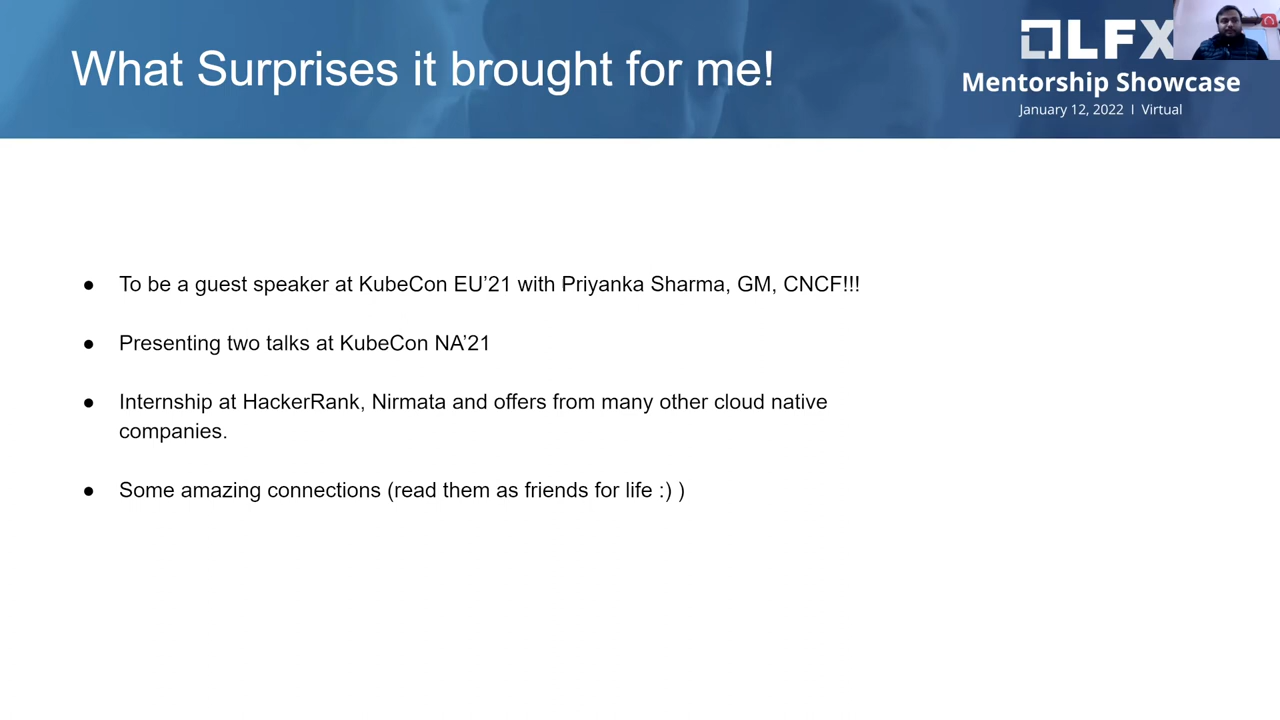 What Surprises it brought for me!
LFX
Mentorship Showcase
January 12, 2022 I Virtual
● To be a guest speaker at KubeCon EU’21 with Priyanka Sharma, GM, CNCF!!!
● Presenting two talks at KubeCon NA’21
● Internship at HackerRank, Nirmata and offers from many other cloud native
companies.
● Some amazing connections (read them as friends for life :) )